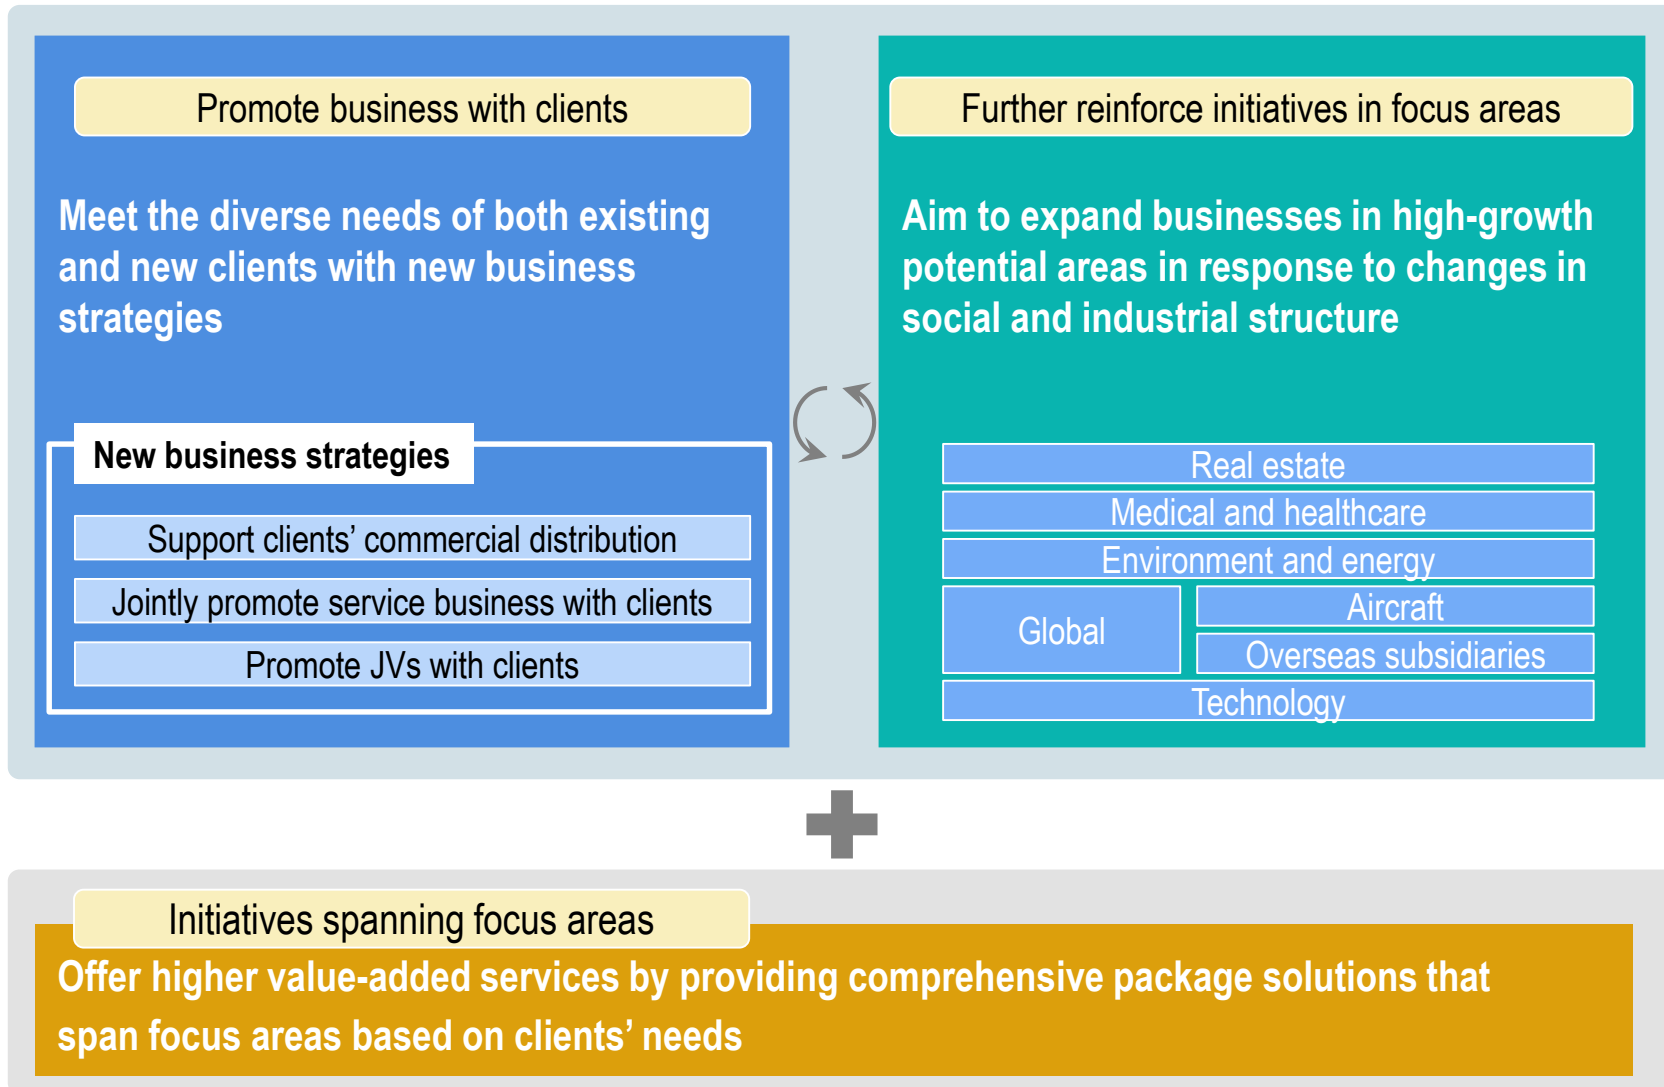 Promote business with clients
Meet the diverse needs of both existing
and new clients with new business
strategies
New business strategies
Support clients’ commercial distribution
Jointly promote service business with clients
Promote JVs with clients
Further reinforce initiatives in focus areas
Aim to expand businesses in high-growth
potential areas in response to changes in
social and industrial structure
Real estate
Medical and healthcare
Environment and energy
Global
Aircraft
Overseas subsidiaries
Technology
Initiatives spanning focus areas
Offer higher value-added services by providing comprehensive package solutions that
span focus areas based on clients’ needs